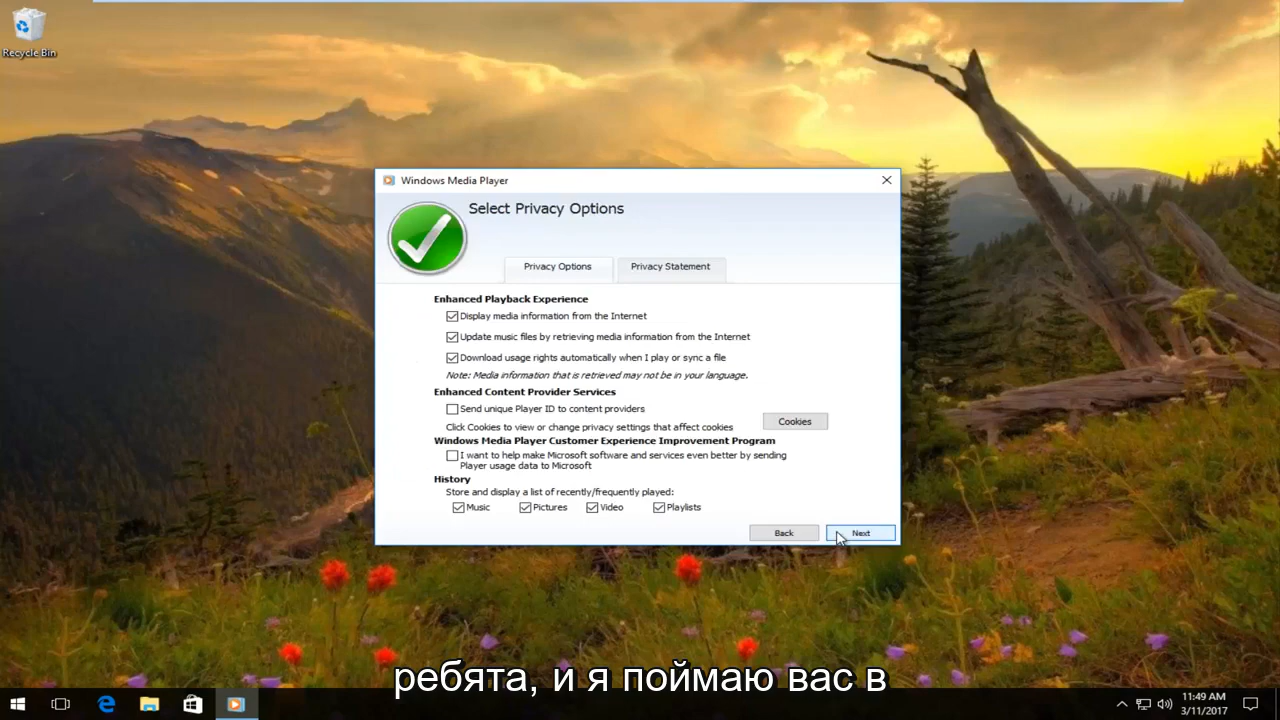 Recycle Bin
Windows Media Player
Select Privacy Options
Privacy Options
Privacy Statement
Enhanced Playback Experience
Display media information from the Internet
Update music files by retrieving media information from the Internet
Download usage rights automatically when I play or sync a file
Note: Media information that is retrieved may not be in your language.
Enhanced Content Provider Services
Send unique Player ID to content providers
Click Cookies to view or change privacy settings that affect cookies
Cookies
Windows Media Player Customer Experience Improvement Program
I want to help make Microsoft software and services even better by sending
Player usage data to Microsoft
History
Store and display a list of recently/frequently played:
Music Pictures Video Playlists
Back Next
ребята, и я поймаю вас в
11:49 AM
3/11/2017